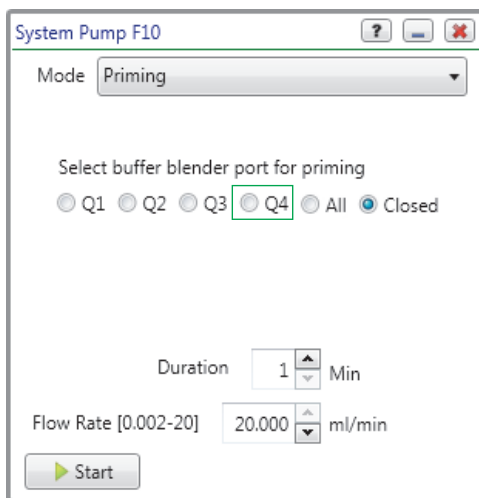 System Pump F10 ?
Mode Priming
Select buffer blender port for priming
Q1 Q2 Q3 Q4 All Closed
Duration 1 Min
Flow Rate [0.002-20] 20.000 ml/min
Start